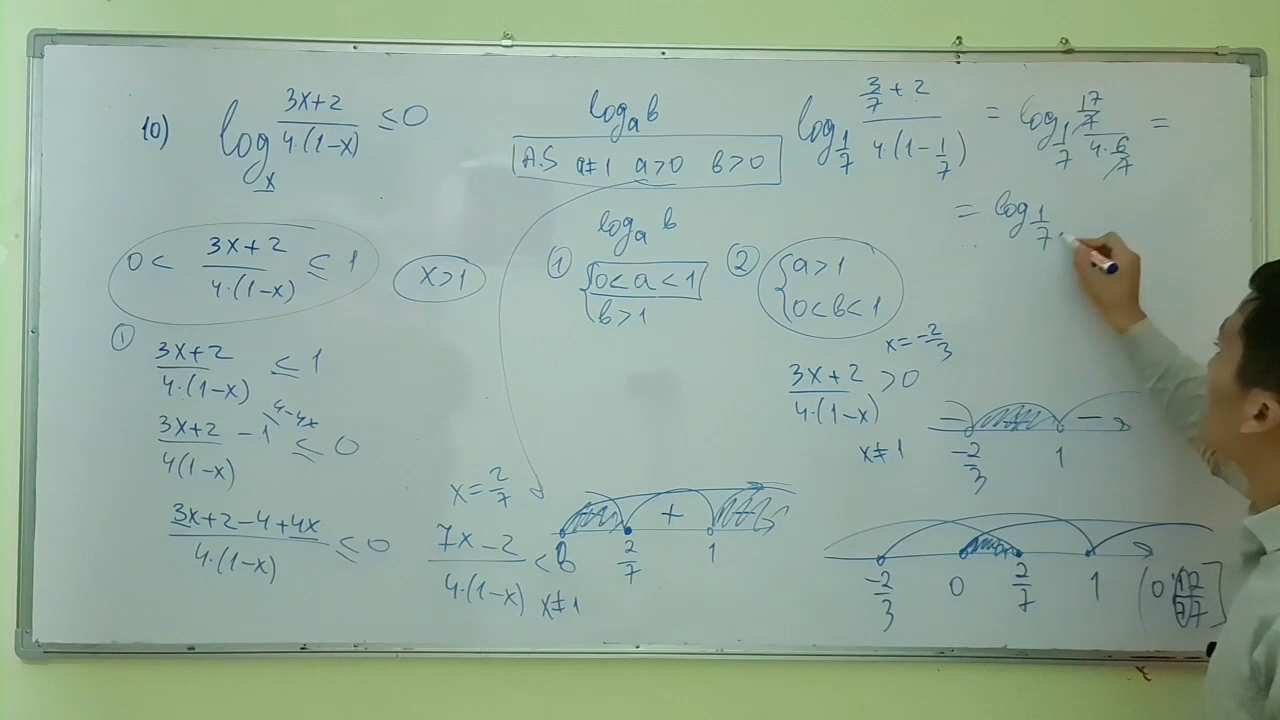 10) log_x (3x+2)/(4·(1-x)) ≤ 0
log_a b
A.S a≠1 a>0 b>0
log_{1/7} (3/7 + 2)/(4·(1-1/7)) = log_{1/7} (17/7)/(4·6/7) =
= log_{1/7}
0 < (3x+2)/(4·(1-x)) ≤ 1
x>1
log_a b
① { 0<a<1
b>1
② { a>1
0<b<1
① (3x+2)/(4·(1-x)) ≤ 1
(3x+2)/(4(1-x)) - 1 ≤ 0
4-4x
(3x+2-4+4x)/(4·(1-x)) ≤ 0
x = 2/7
(7x-2)/(4·(1-x)) <
x≠1
+
2/7 1
x = -2/3
(3x+2)/(4·(1-x)) > 0
x≠1
- -
-2/3 1
-2/3 0 2/7 1